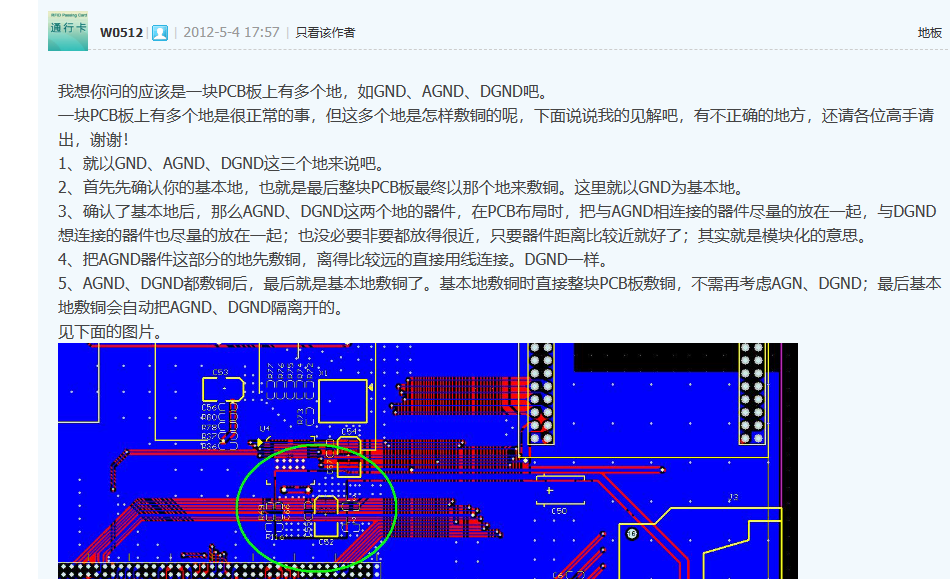 RFID Passing Card
通行卡
W0512 2012-5-4 17:57 只看该作者 地板
我想你问的应该是一块PCB板上有多个地，如GND、AGND、DGND吧。
一块PCB板上有多个地是很正常的事，但这多个地是怎样敷铜的呢，下面说说我的见解吧，有不正确的地方，还请各位高手请
出，谢谢！
1、就以GND、AGND、DGND这三个地来说吧。
2、首先先确认你的基本地，也就是最后整块PCB板最终以那个地来敷铜。这里就以GND为基本地。
3、确认了基本地后，那么AGND、DGND这两个地的器件，在PCB布局时，把与AGND相连接的器件尽量的放在一起，与DGND
想连接的器件也尽量的放在一起；也没必要非要都放得很近，只要器件距离比较近就好了；其实就是模块化的意思。
4、把AGND器件这部分的地先敷铜，离得比较远的直接用线连接。DGND一样。
5、AGND、DGND都敷铜后，最后就是基本地敷铜了。基本地敷铜时直接整块PCB板敷铜，不需再考虑AGN、DGND；最后基本
地敷铜会自动把AGND、DGND隔离开的。
见下面的图片。
C53
R77
R76
R75
R74
R72
C56
R80
R78
R37
R36
R73
U4
C54
C52
C50
J3